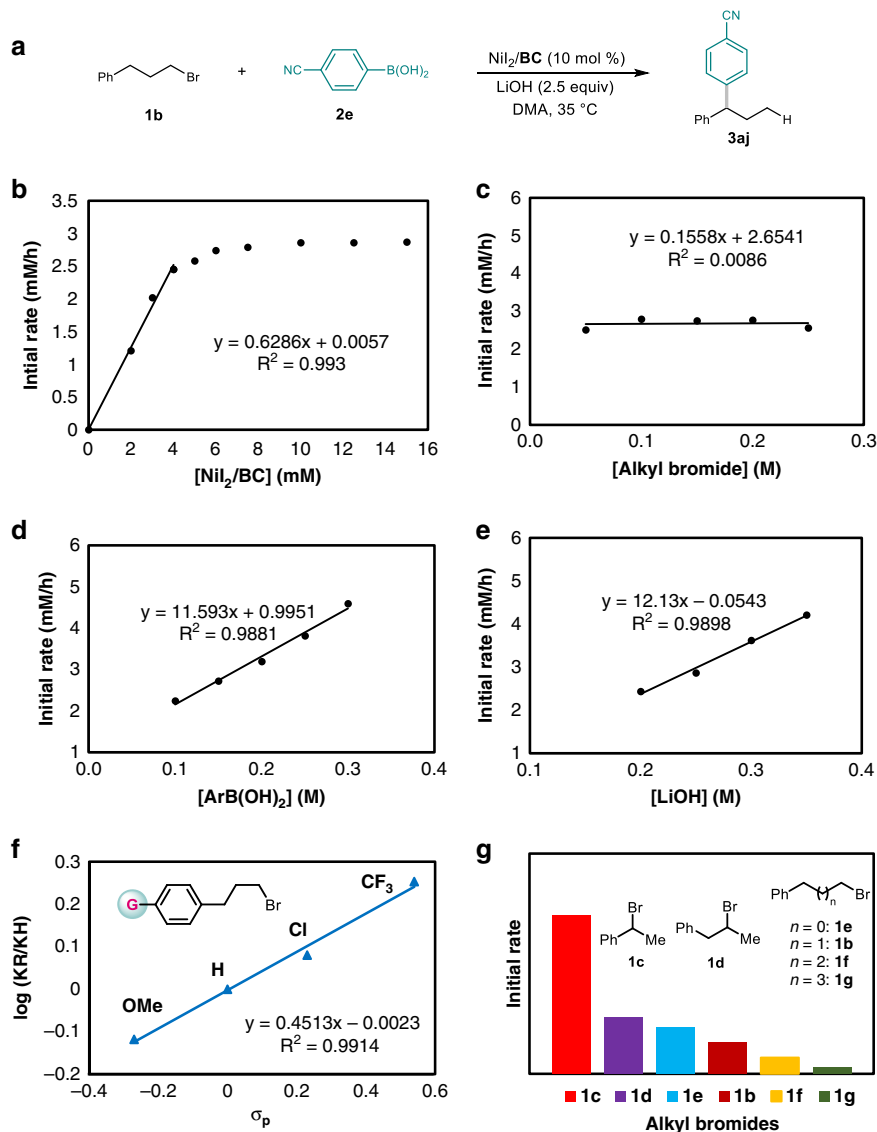 a
Ph
Br
1b
+
NC
B(OH)2
2e
NiI2/BC (10 mol %)
LiOH (2.5 equiv)
DMA, 35 °C
CN
Ph
H
3aj
b
Intial rate (mM/h)
3.5
3
2.5
2
1.5
1
0.5
0
y = 0.6286x + 0.0057
R2 = 0.993
0 2 4 6 8 10 12 14 16
[NiI2/BC] (mM)
c
Initial rate (mM/h)
6
5
4
3
2
1
0
y = 0.1558x + 2.6541
R2 = 0.0086
0.0 0.1 0.2 0.3
[Alkyl bromide] (M)
d
Initial rate (mM/h)
6
5
4
3
2
1
y = 11.593x + 0.9951
R2 = 0.9881
0.0 0.1 0.2 0.3 0.4
[ArB(OH)2] (M)
e
Initial rate (mM/h)
6
5
4
3
2
1
y = 12.13x – 0.0543
R2 = 0.9898
0.1 0.2 0.3 0.4
[LiOH] (M)
f
log (KR/KH)
0.3
0.2
0.1
0
–0.1
–0.2
G
Br
CF3
Cl
H
OMe
y = 0.4513x – 0.0023
R2 = 0.9914
–0.4 –0.2 0 0.2 0.4 0.6
σp
g
Initial rate
Br
Ph Me
1c
Br
Ph Me
1d
Ph ( )n Br
n = 0: 1e
n = 1: 1b
n = 2: 1f
n = 3: 1g
1c 1d 1e 1b 1f 1g
Alkyl bromides